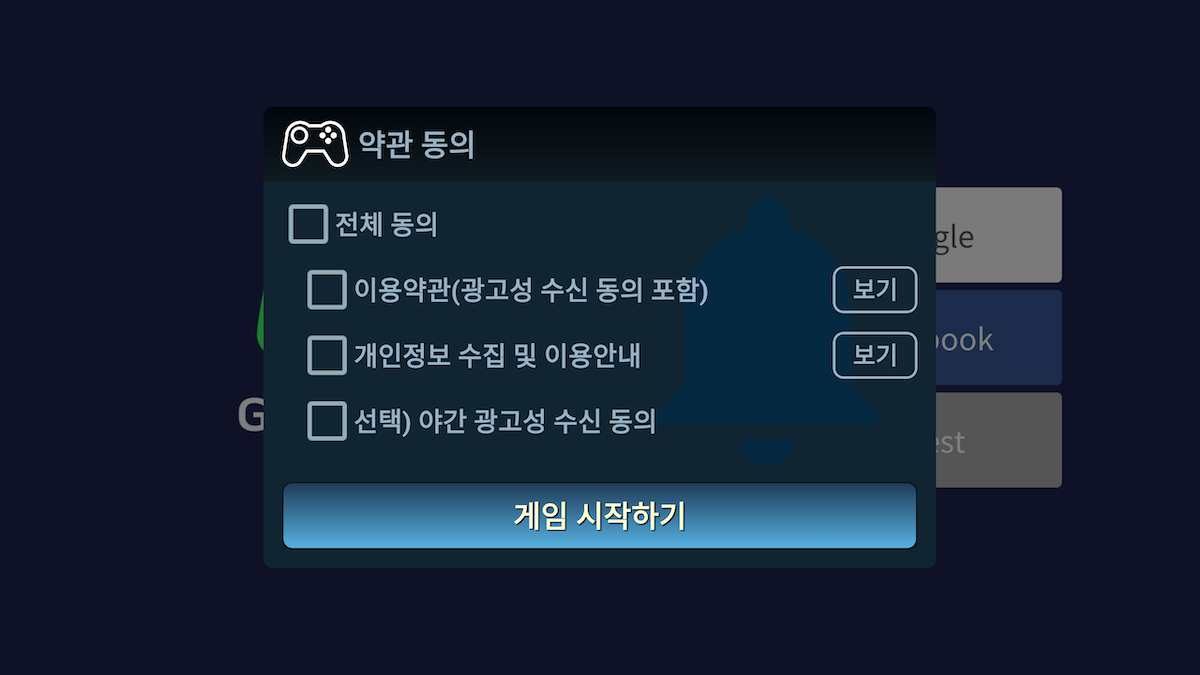 약관 동의
전체 동의
이용약관(광고성 수신 동의 포함)
보기
개인정보 수집 및 이용안내
보기
선택) 야간 광고성 수신 동의
게임 시작하기